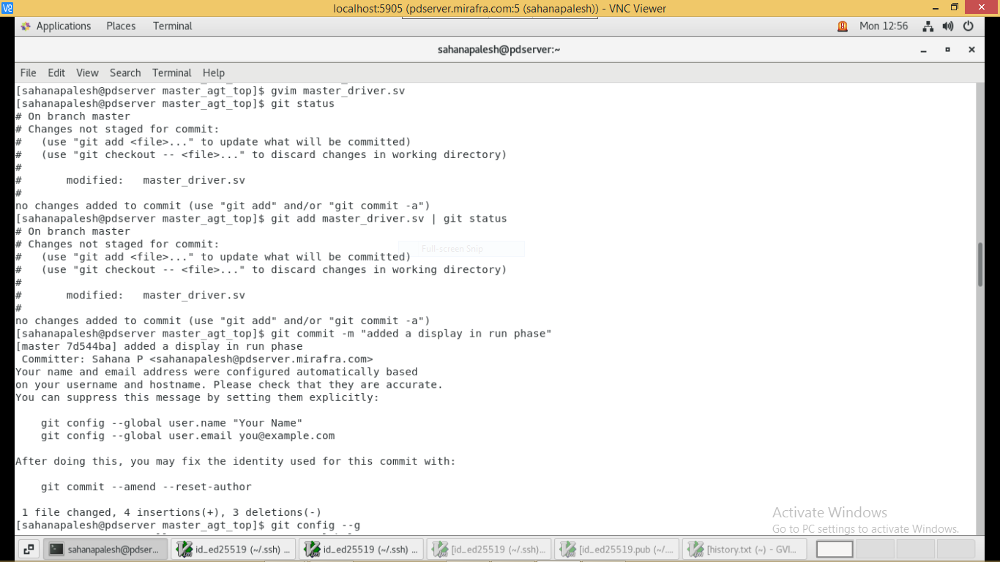 localhost:5905 (pdserver.mirafra.com:5 (sahanapalesh)) - VNC Viewer
Applications Places Terminal Mon 12:56
sahanapalesh@pdserver:~
File Edit View Search Terminal Help
[sahanapalesh@pdserver master_agt_top]$ gvim master_driver.sv
[sahanapalesh@pdserver master_agt_top]$ git status
# On branch master
# Changes not staged for commit:
#   (use "git add <file>..." to update what will be committed)
#   (use "git checkout -- <file>..." to discard changes in working directory)
#
#       modified:   master_driver.sv
#
no changes added to commit (use "git add" and/or "git commit -a")
[sahanapalesh@pdserver master_agt_top]$ git add master_driver.sv | git status
# On branch master
# Changes not staged for commit:
Full-screen Snip
#   (use "git add <file>..." to update what will be committed)
#   (use "git checkout -- <file>..." to discard changes in working directory)
#
#       modified:   master_driver.sv
#
no changes added to commit (use "git add" and/or "git commit -a")
[sahanapalesh@pdserver master_agt_top]$ git commit -m "added a display in run phase"
[master 7d544ba] added a display in run phase
 Committer: Sahana P <sahanapalesh@pdserver.mirafra.com>
Your name and email address were configured automatically based
on your username and hostname. Please check that they are accurate.
You can suppress this message by setting them explicitly:
    git config --global user.name "Your Name"
    git config --global user.email you@example.com
After doing this, you may fix the identity used for this commit with:
    git commit --amend --reset-author
 1 file changed, 4 insertions(+), 3 deletions(-)
[sahanapalesh@pdserver master_agt_top]$ git config --g
Activate Windows
Go to PC settings to activate Windows.
sahanapalesh@pdser... id_ed25519 (~/.ssh) ... id_ed25519 (~/.ssh) ... [id_ed25519 (~/.ssh)... [id_ed25519.pub (~/.... [history.txt (~) - GVI...